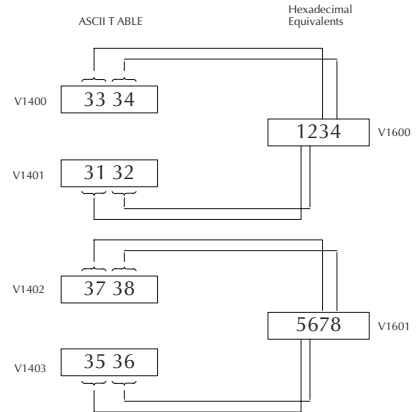 ASCII T ABLE
Hexadecimal
Equivalents
V1400
33 34
1234
V1600
V1401
31 32
V1402
37 38
5678
V1601
V1403
35 36